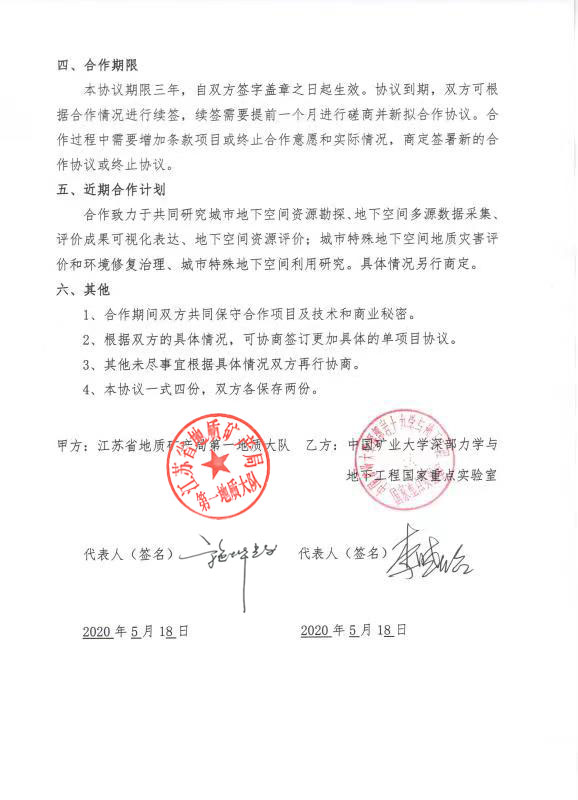 四、合作期限
本协议期限三年，自双方签字盖章之日起生效。协议到期，双方可根
据合作情况进行续签，续签需要提前一个月进行磋商并新拟合作协议。合
作过程中需要增加条款项目或终止合作意愿和实际情况，商定签署新的合
作协议或终止协议。
五、近期合作计划
合作致力于共同研究城市地下空间资源勘探、地下空间多源数据采集、
评价成果可视化表达、地下空间资源评价；城市特殊地下空间地质灾害评
价和环境修复治理、城市特殊地下空间利用研究。具体情况另行商定。
六、其他
1、合作期间双方共同保守合作项目及技术和商业秘密。
2、根据双方的具体情况，可协商签订更加具体的单项目协议。
3、其他未尽事宜根据具体情况双方再行协商。
4、本协议一式四份，双方各保存两份。
甲方：江苏省地质矿产局第一地质大队 乙方：中国矿业大学深部力学与
地下工程国家重点实验室
江苏省地质矿产局
第一地质大队
代表人（签名） 代表人（签名）
2020 年 5 月 18 日 2020 年 5 月 18 日